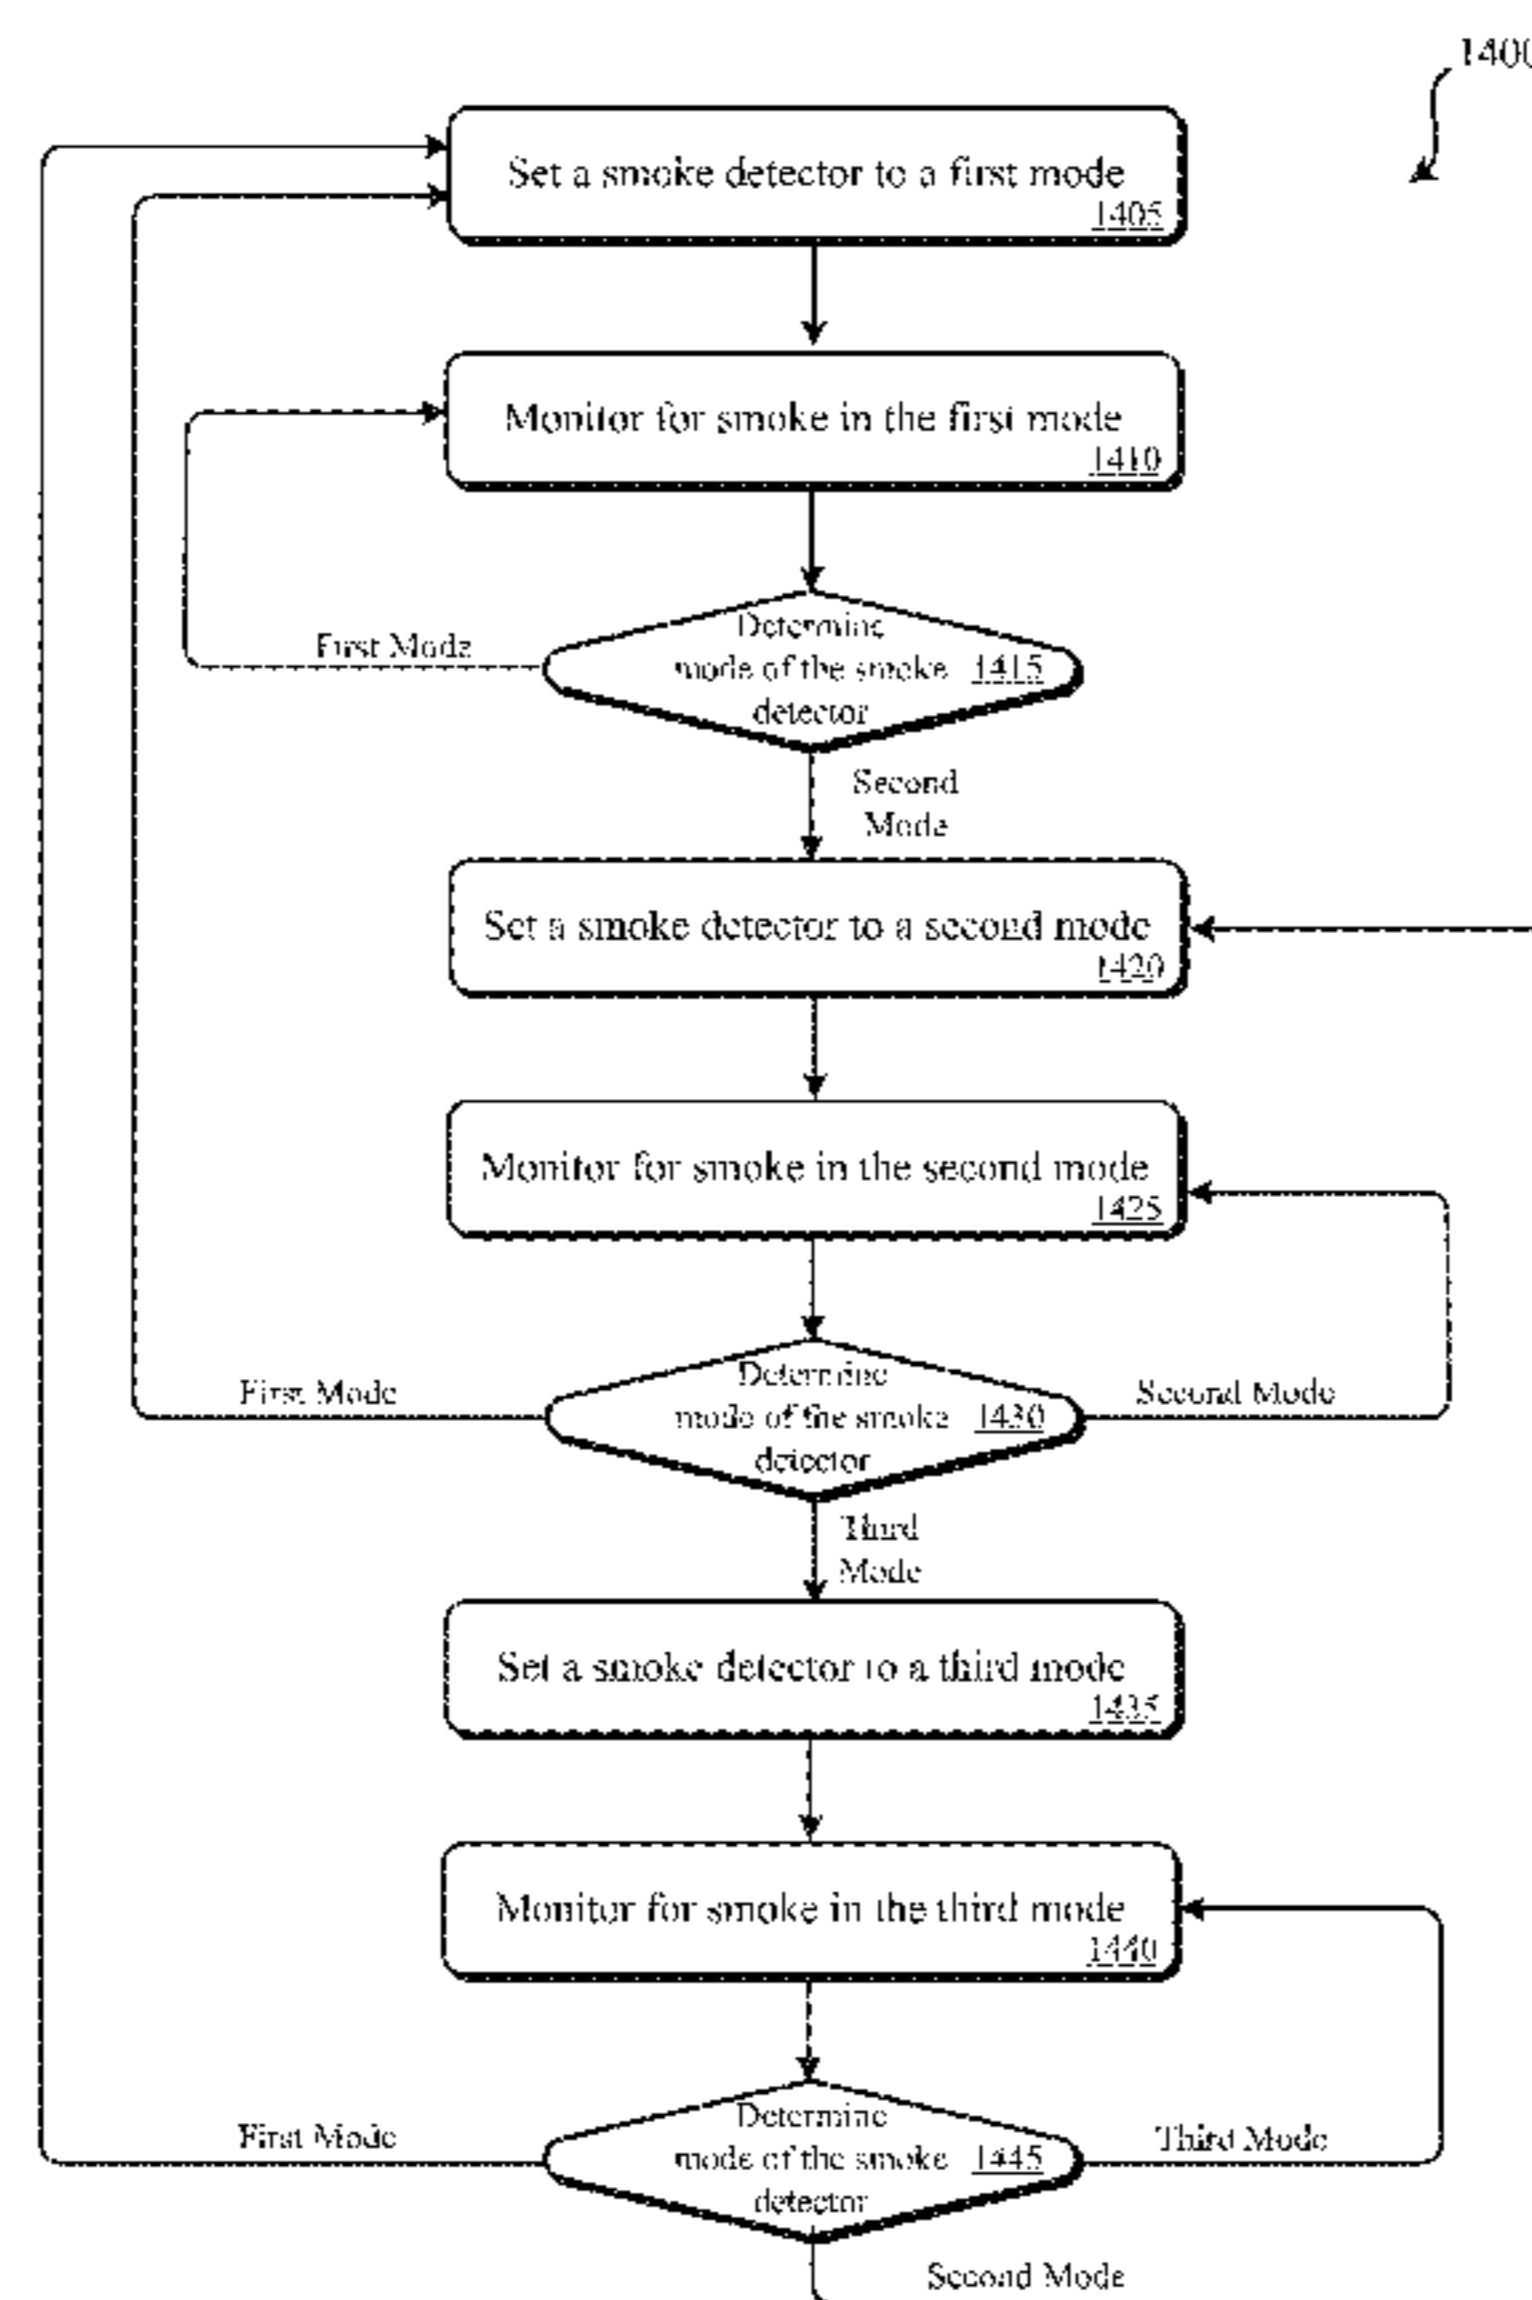 1400
Set a smoke detector to a first mode
1405
Monitor for smoke in the first mode
1410
First Mode
Determine
mode of the smoke 1415
detector
Second
Mode
Set a smoke detector to a second mode
1420
Monitor for smoke in the second mode
1425
First Mode
Determine
mode of the smoke 1430
detector
Second Mode
Third
Mode
Set a smoke detector to a third mode
1435
Monitor for smoke in the third mode
1440
First Mode
Determine
mode of the smoke 1445
detector
Third Mode
Second Mode